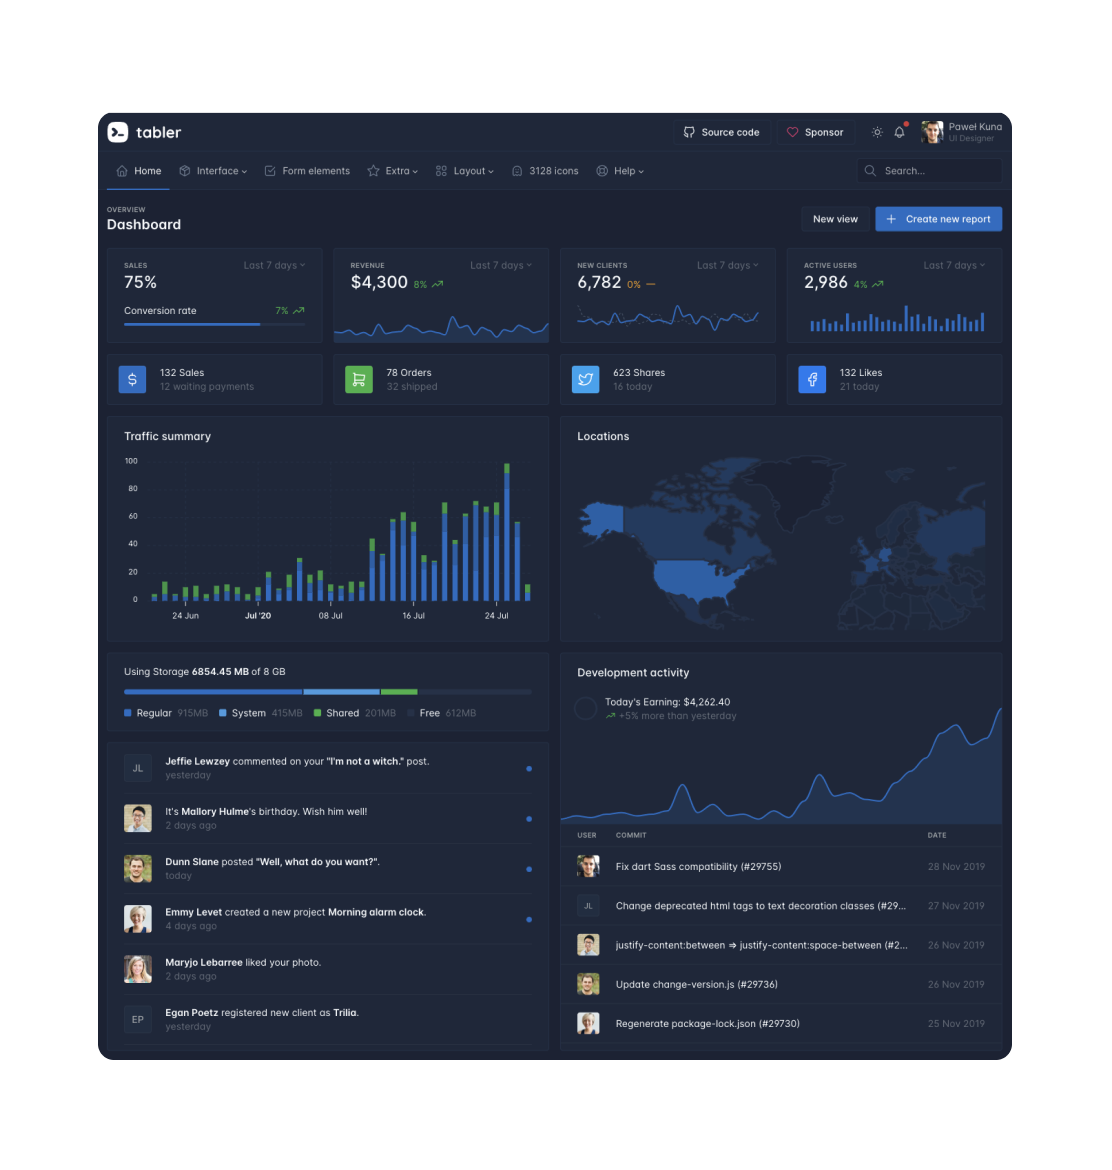 tabler
Source code
Sponsor
Paweł Kuna
UI Designer
Home
Interface
Form elements
Extra
Layout
3128 icons
Help
Search...
OVERVIEW
Dashboard
New view
Create new report
SALES
Last 7 days
75%
Conversion rate
7%
REVENUE
Last 7 days
$4,300 8%
NEW CLIENTS
Last 7 days
6,782 0%
ACTIVE USERS
Last 7 days
2,986 4%
132 Sales
12 waiting payments
78 Orders
32 shipped
623 Shares
16 today
132 Likes
21 today
Traffic summary
100
80
60
40
20
0
24 Jun
Jul '20
08 Jul
16 Jul
24 Jul
Locations
Using Storage 6854.45 MB of 8 GB
Regular 915MB
System 415MB
Shared 201MB
Free 612MB
JL
Jeffie Lewzey commented on your "I'm not a witch." post.
yesterday
It's Mallory Hulme's birthday. Wish him well!
2 days ago
Dunn Slane posted "Well, what do you want?".
today
Emmy Levet created a new project Morning alarm clock.
4 days ago
Maryjo Lebarree liked your photo.
2 days ago
EP
Egan Poetz registered new client as Trilia.
yesterday
Development activity
Today's Earning: $4,262.40
+5% more than yesterday
USER COMMIT DATE
Fix dart Sass compatibility (#29755) 28 Nov 2019
JL Change deprecated html tags to text decoration classes (#29... 27 Nov 2019
justify-content:between ⇒ justify-content:space-between (#2... 26 Nov 2019
Update change-version.js (#29736) 26 Nov 2019
Regenerate package-lock.json (#29730) 25 Nov 2019